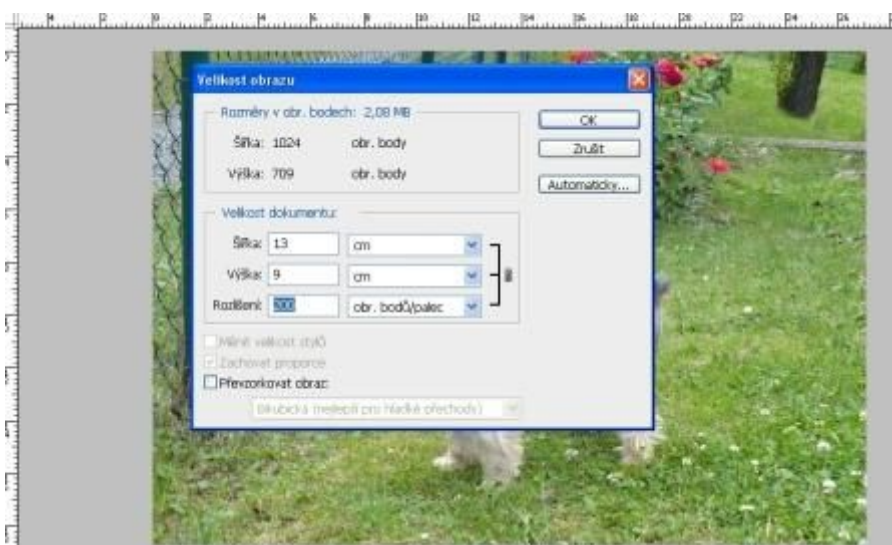 Velikost obrazu
Rozměry v obr. bodech: 2,08 MB
Šířka: 1024 obr. body
Výška: 709 obr. body
OK
Zrušit
Automaticky...
Velikost dokumentu:
Šířka: 13 cm
Výška: 9 cm
Rozlišení: 200 obr. bodů/palec
Měnit velikost stylů
Zachovat proporce
Převzorkovat obraz:
Bikubická (nejlepší pro hladké přechody)